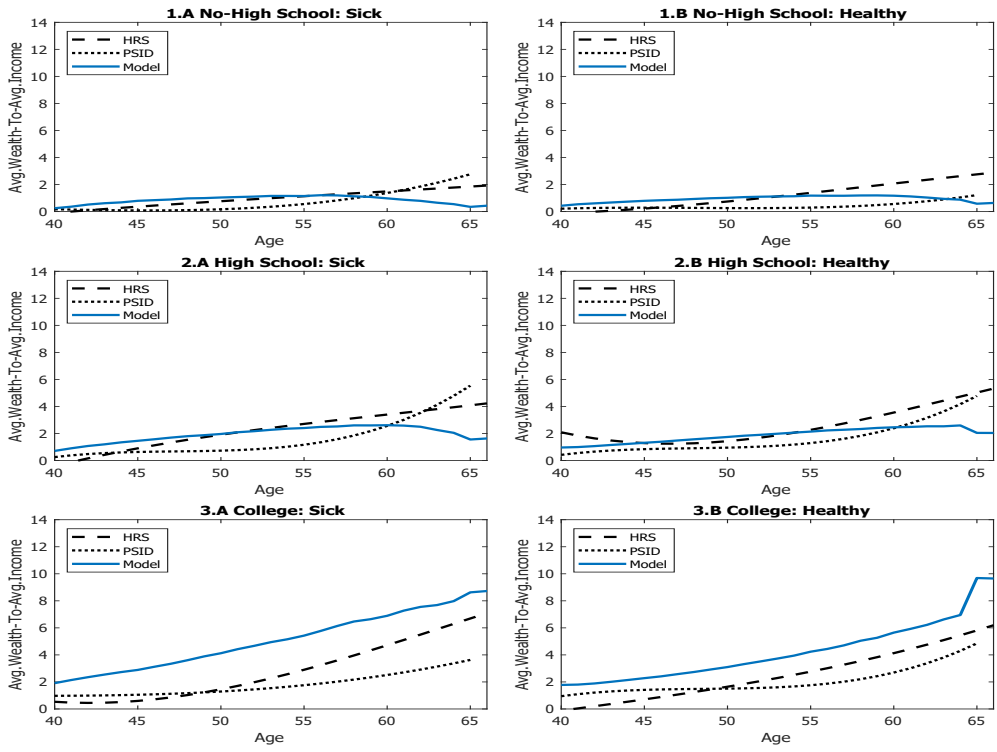 1.A No-High School: Sick
HRS
PSID
Model
Avg.Wealth-To-Avg.Income
14
12
10
8
6
4
2
0
40 45 50 55 60 65
Age
1.B No-High School: Healthy
HRS
PSID
Model
Avg.Wealth-To-Avg.Income
14
12
10
8
6
4
2
0
40 45 50 55 60 65
Age
2.A High School: Sick
HRS
PSID
Model
Avg.Wealth-To-Avg.Income
14
12
10
8
6
4
2
0
40 45 50 55 60 65
Age
2.B High School: Healthy
HRS
PSID
Model
Avg.Wealth-To-Avg.Income
14
12
10
8
6
4
2
0
40 45 50 55 60 65
Age
3.A College: Sick
HRS
PSID
Model
Avg.Wealth-To-Avg.Income
14
12
10
8
6
4
2
0
40 45 50 55 60 65
Age
3.B College: Healthy
HRS
PSID
Model
Avg.Wealth-To-Avg.Income
14
12
10
8
6
4
2
0
40 45 50 55 60 65
Age